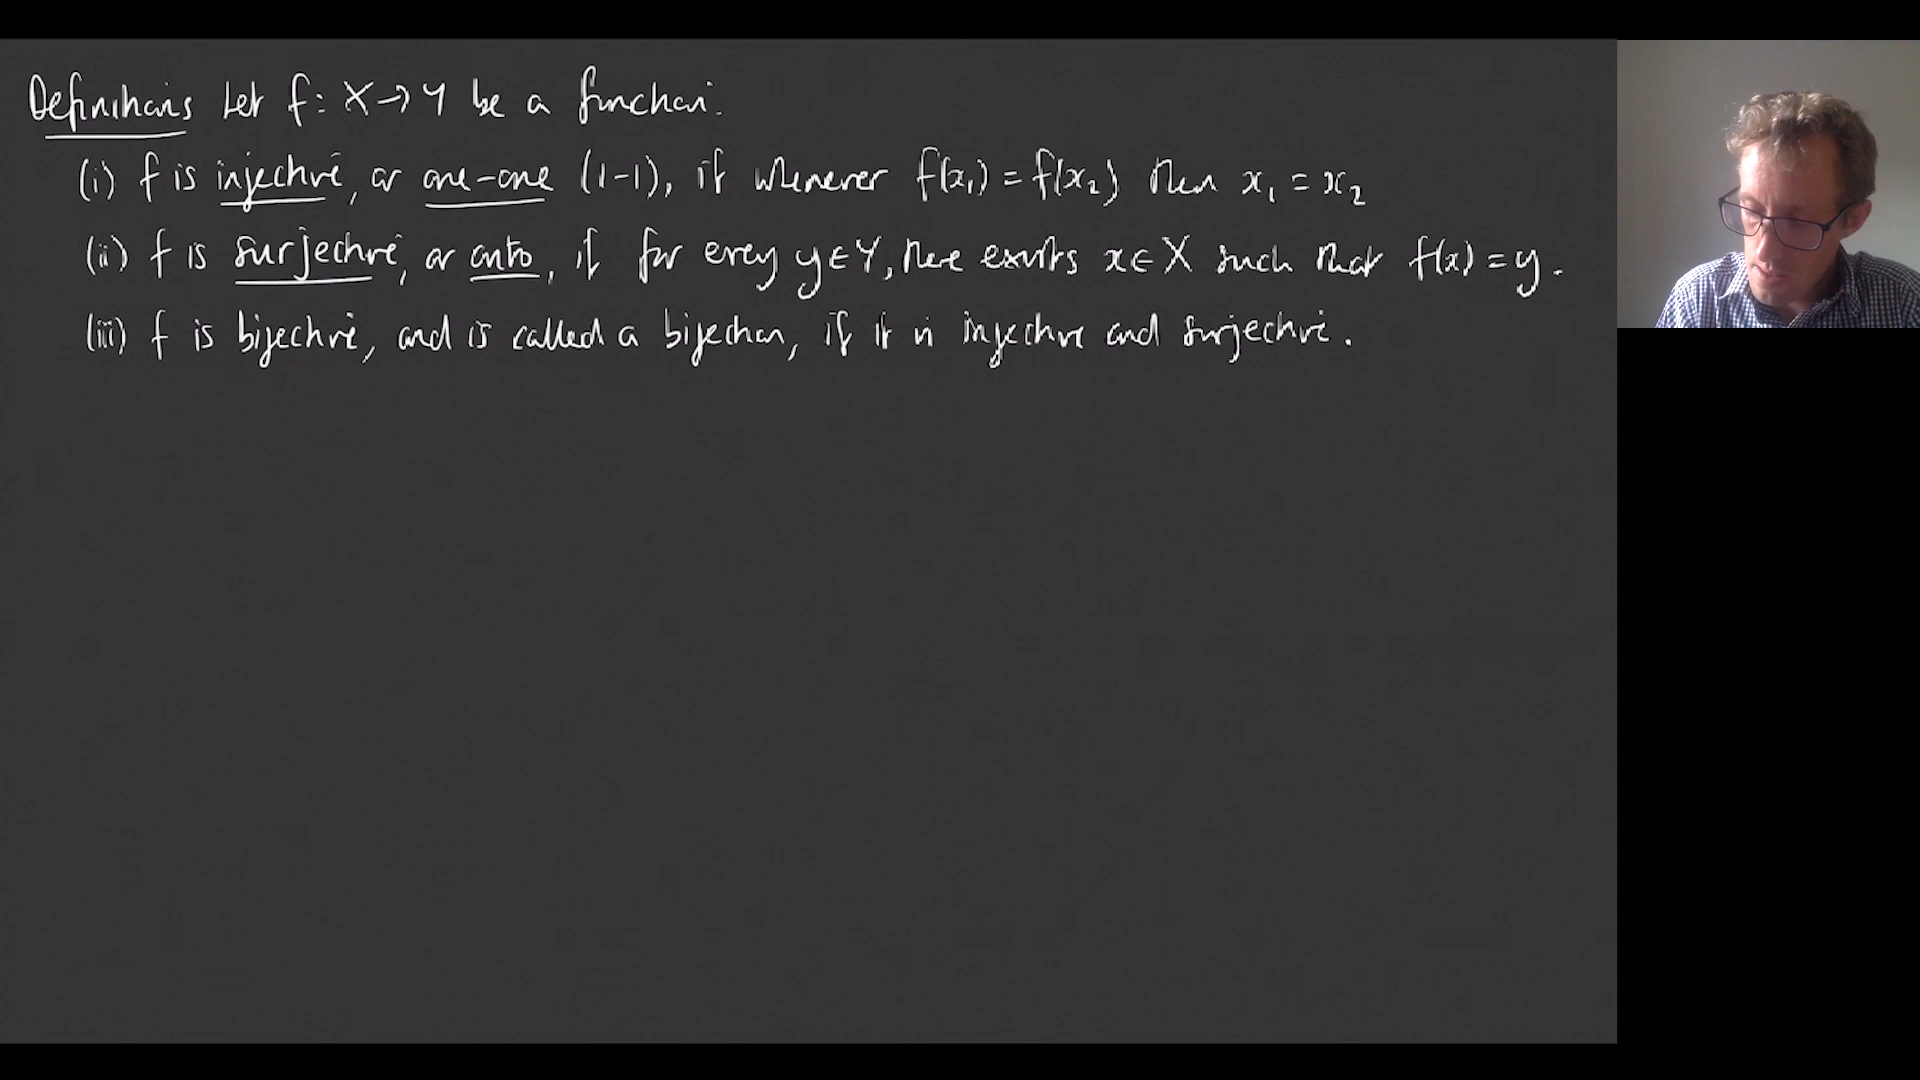 Definitions Let f: X → Y be a function.
(i) f is injective, or one-one (1-1), if whenever f(x₁) = f(x₂) then x₁ = x₂
(ii) f is surjective, or onto, if for every y ∈ Y, there exists x ∈ X such that f(x) = y.
(iii) f is bijective, and is called a bijection, if it is injective and surjective.